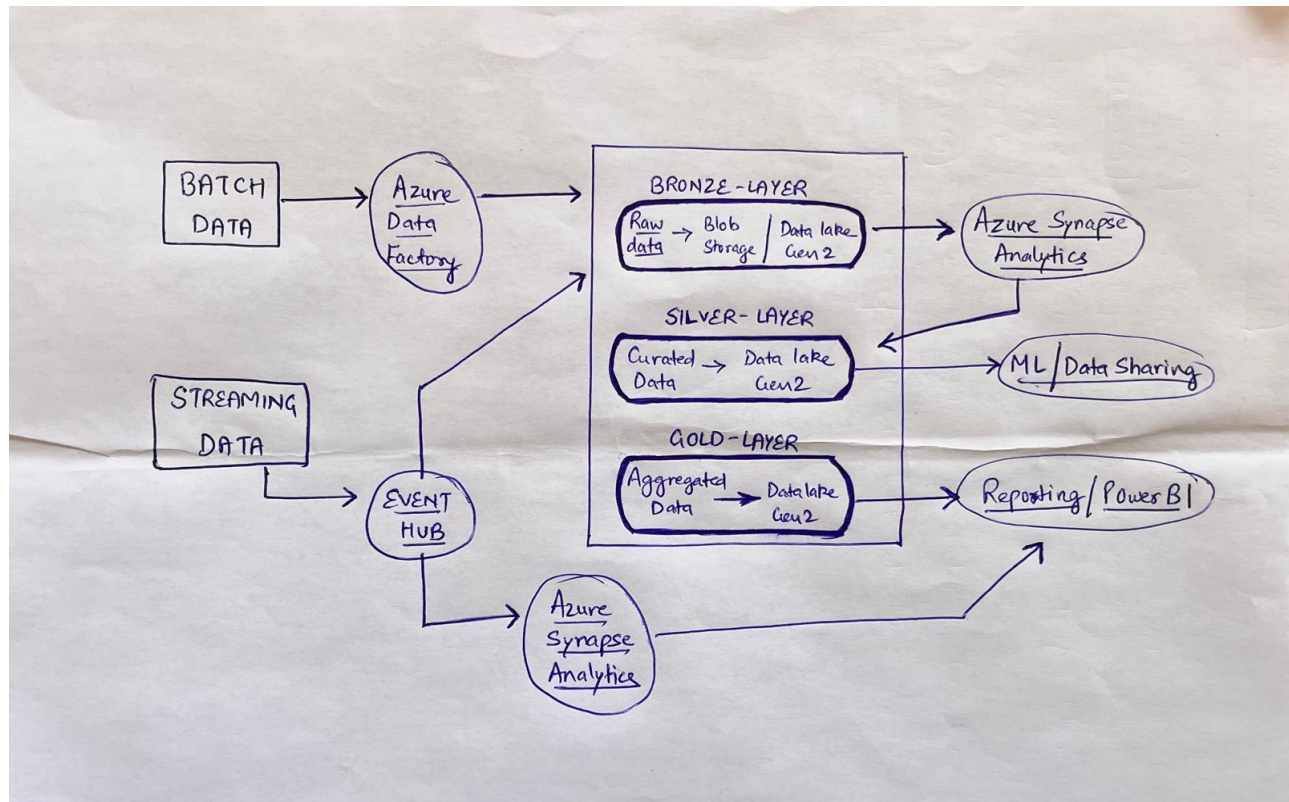 BATCH
DATA
Azure
Data
Factory
BRONZE-LAYER
Raw → Blob / Data lake
data Storage Gen2
Azure Synapse
Analytics
SILVER-LAYER
Curated → Data lake
Data Gen2
ML/Data Sharing
STREAMING
DATA
GOLD-LAYER
Aggregated → Datalake
Data Gen2
Reporting/PowerBI
EVENT
HUB
Azure
Synapse
Analytics